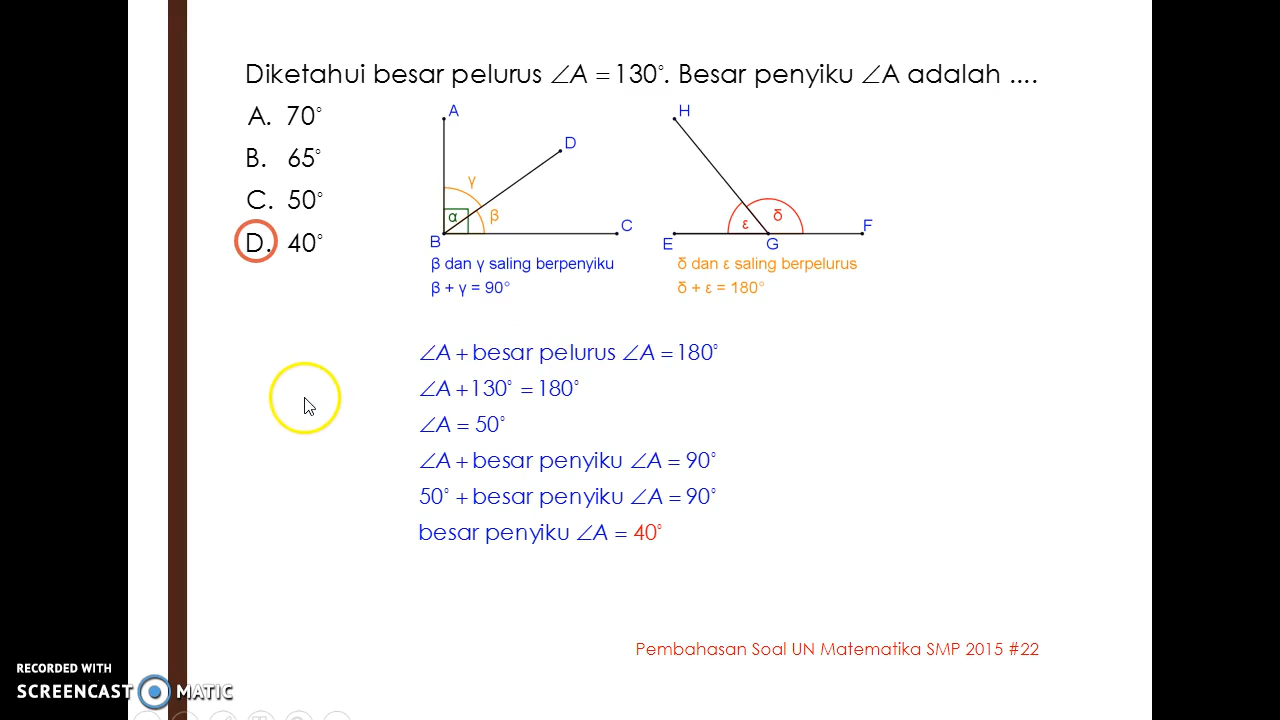 Diketahui besar pelurus ∠A = 130°. Besar penyiku ∠A adalah ....
A. 70°
B. 65°
C. 50°
D. 40°
A
D
γ
α
β
B
C
β dan γ saling berpenyiku
β + γ = 90°
H
ε
δ
E
G
F
δ dan ε saling berpelurus
δ + ε = 180°
∠A + besar pelurus ∠A = 180°
∠A + 130° = 180°
∠A = 50°
∠A + besar penyiku ∠A = 90°
50° + besar penyiku ∠A = 90°
besar penyiku ∠A = 40°
Pembahasan Soal UN Matematika SMP 2015 #22
RECORDED WITH
SCREENCAST MATIC